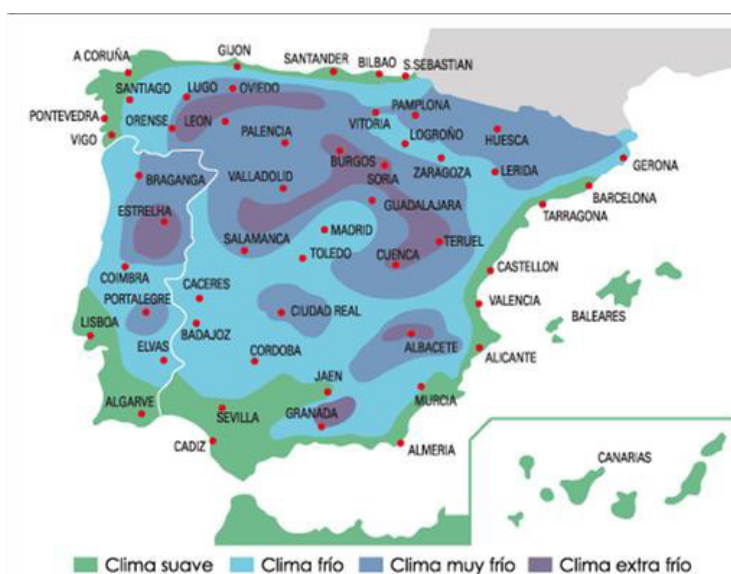 GIJON
SANTANDER
BILBAO
S.SEBASTIAN
A CORUÑA
SANTIAGO
LUGO
OVIEDO
PAMPLONA
PONTEVEDRA
ORENSE
LEON
VITORIA
VIGO
PALENCIA
LOGROÑO
HUESCA
BURGOS
SORIA
ZARAGOZA
LERIDA
GERONA
BRAGANGA
VALLADOLID
BARCELONA
ESTRELHA
GUADALAJARA
TARRAGONA
SALAMANCA
MADRID
TERUEL
TOLEDO
CUENCA
CASTELLON
COIMBRA
CACERES
PORTALEGRE
CIUDAD REAL
VALENCIA
BALEARES
LISBOA
BADAJOZ
ALBACETE
ELVAS
CORDOBA
ALICANTE
JAEN
MURCIA
ALGARVE
SEVILLA
GRANADA
CADIZ
ALMERIA
CANARIAS
Clima suave Clima frío Clima muy frío Clima extra frío